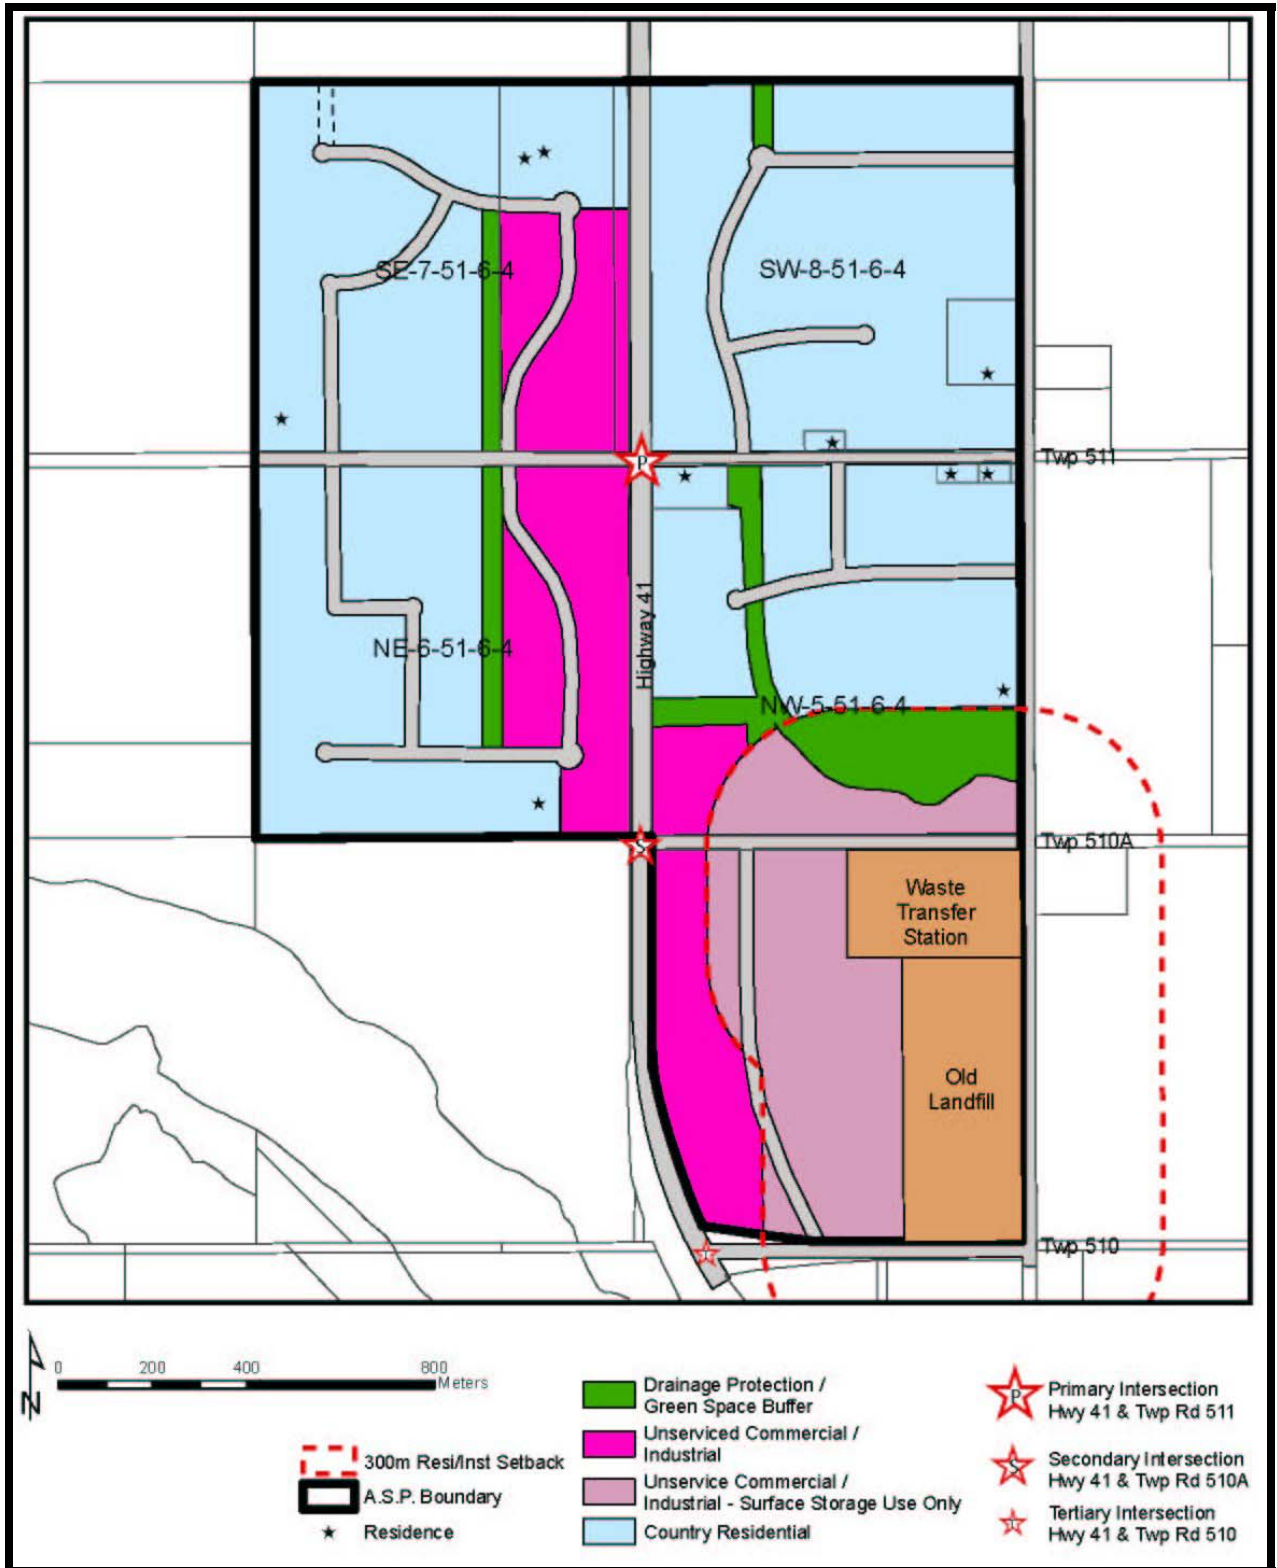 SE-7-51-6-4
SW-8-51-6-4
P
Twp 511
Highway 41
NE-6-51-6-4
NW-5-51-6-4
S
Twp 510A
Waste
Transfer
Station
Old
Landfill
Twp 510
T
N
0 200 400 800
Meters
300m Resi/Inst Setback
A.S.P. Boundary
Residence
Drainage Protection /
Green Space Buffer
Unserviced Commercial /
Industrial
Unservice Commercial /
Industrial - Surface Storage Use Only
Country Residential
P
Primary Intersection
Hwy 41 & Twp Rd 511
S
Secondary Intersection
Hwy 41 & Twp Rd 510A
T
Tertiary Intersection
Hwy 41 & Twp Rd 510